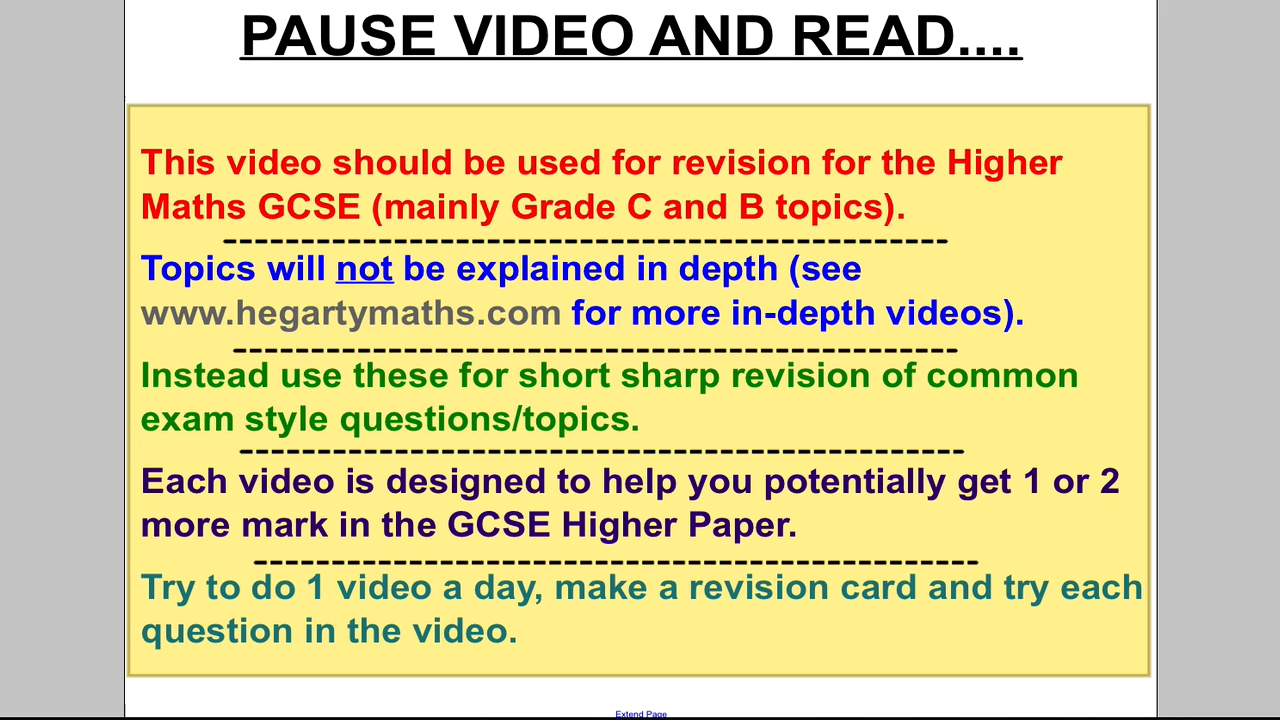 PAUSE VIDEO AND READ....
This video should be used for revision for the Higher
Maths GCSE (mainly Grade C and B topics).
Topics will not be explained in depth (see
www.hegartymaths.com for more in-depth videos).
Instead use these for short sharp revision of common
exam style questions/topics.
Each video is designed to help you potentially get 1 or 2
more mark in the GCSE Higher Paper.
Try to do 1 video a day, make a revision card and try each
question in the video.
Extend Page